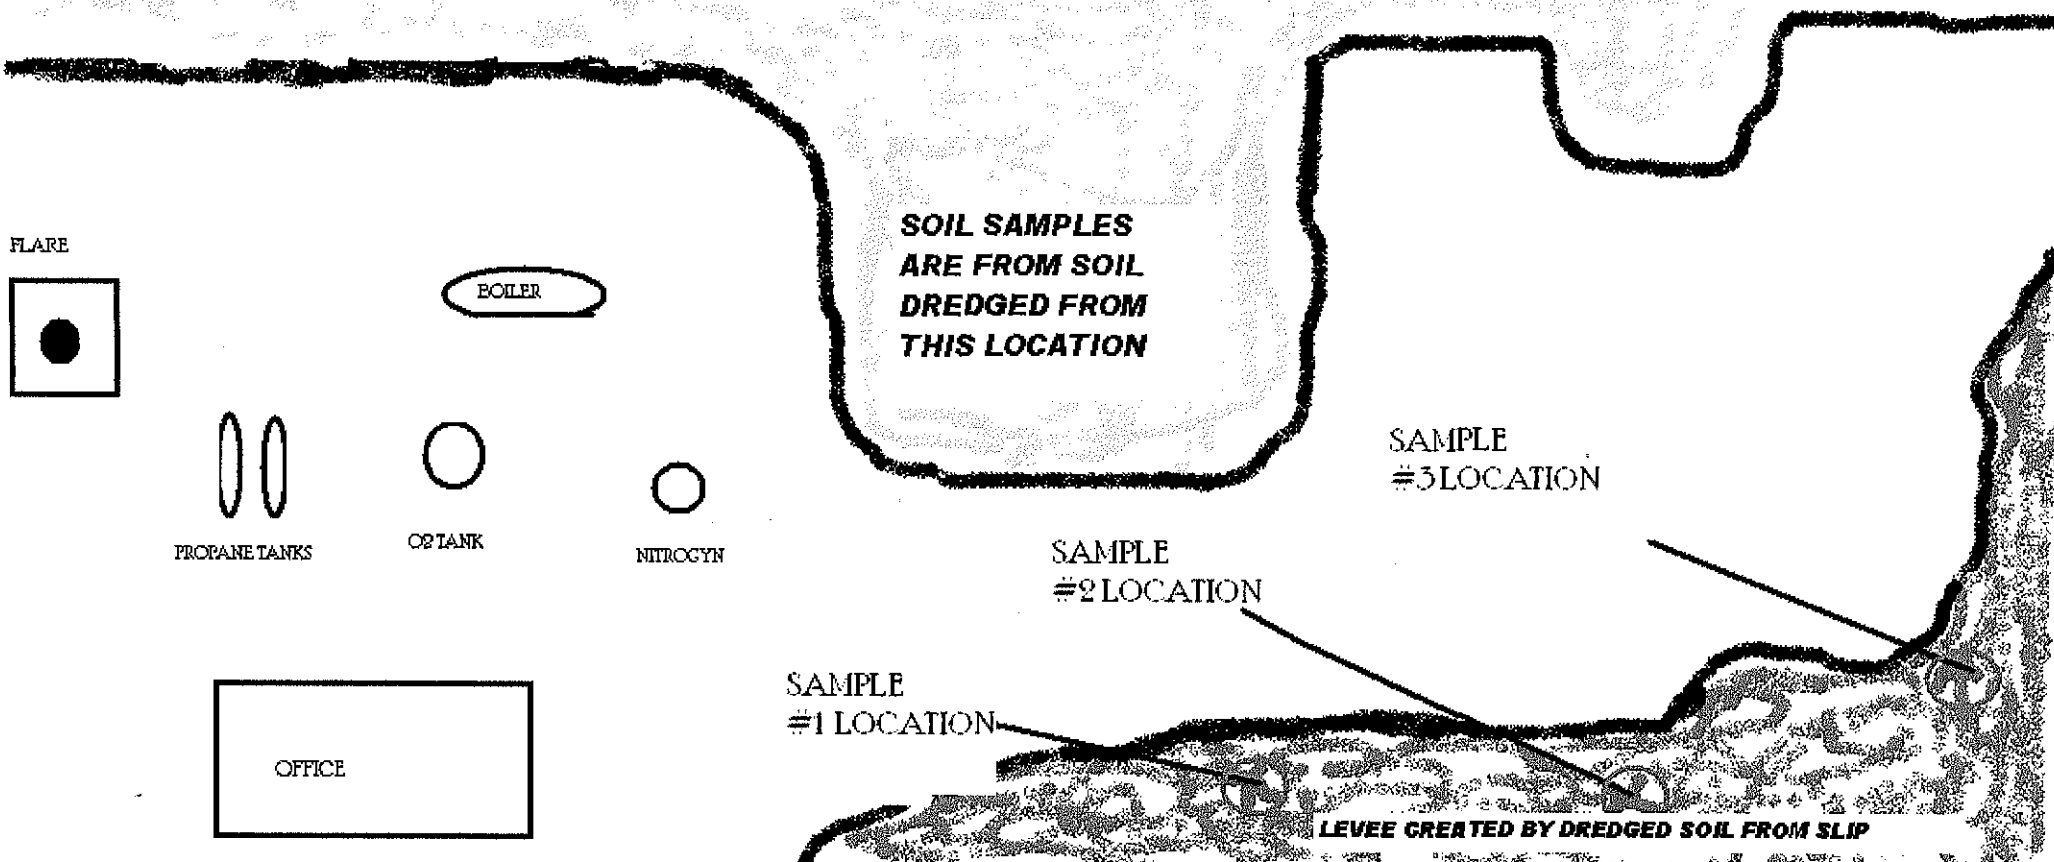 SOIL SAMPLES
ARE FROM SOIL
DREDGED FROM
THIS LOCATION
FLARE
BOILER
PROPANE TANKS
O2 TANK
NITROGYN
SAMPLE
#3 LOCATION
SAMPLE
#2 LOCATION
SAMPLE
#1 LOCATION
OFFICE
LEVEE CREATED BY DREDGED SOIL FROM SLIP